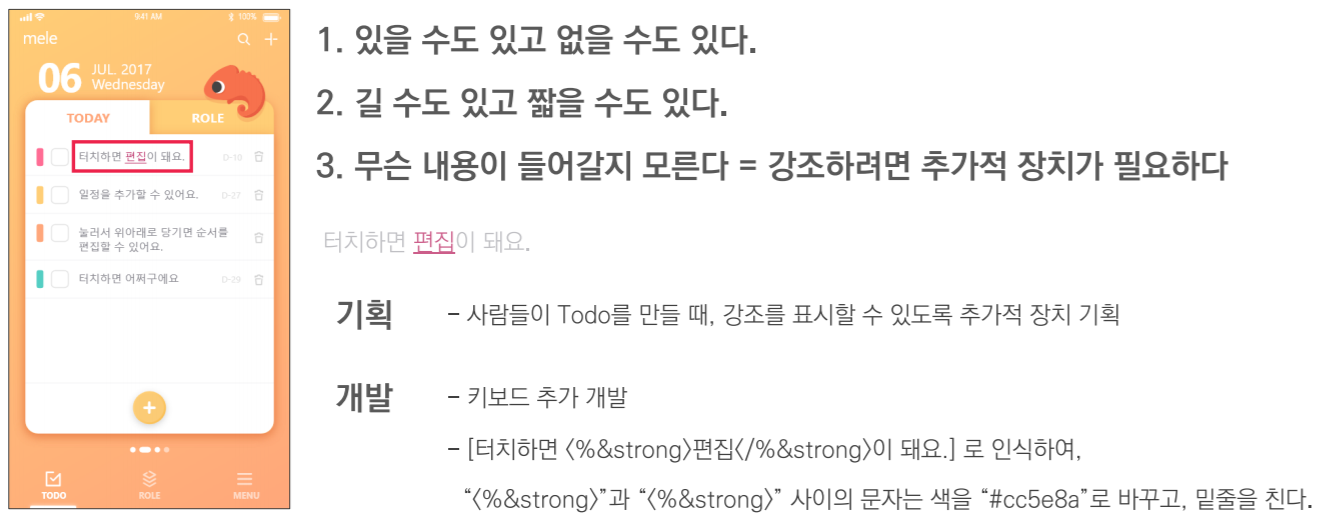 9:41 AM
100%
mele
06
JUL. 2017
Wednesday
TODAY
ROLE
터치하면 편집이 돼요.
D-10
일정을 추가할 수 있어요.
D-27
눌러서 위아래로 당기면 순서를
편집할 수 있어요.
터치하면 어쩌구에요
D-29
+
TODO
ROLE
MENU
1. 있을 수도 있고 없을 수도 있다.
2. 길 수도 있고 짧을 수도 있다.
3. 무슨 내용이 들어갈지 모른다 = 강조하려면 추가적 장치가 필요하다
터치하면 편집이 돼요.
기획
- 사람들이 Todo를 만들 때, 강조를 표시할 수 있도록 추가적 장치 기획
개발
- 키보드 추가 개발
- [터치하면 〈%&strong〉편집〈/%&strong〉이 돼요.] 로 인식하여,
“〈%&strong〉”과 “〈%&strong〉” 사이의 문자는 색을 “#cc5e8a”로 바꾸고, 밑줄을 친다.